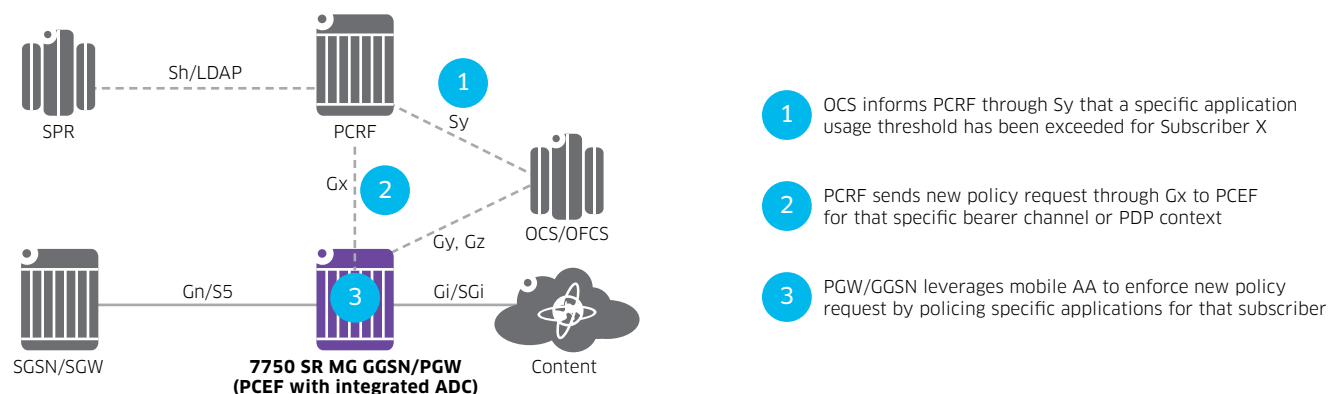 Sh/LDAP
SPR
PCRF
1
Sy
Gx
2
OCS/OFCS
Gy, Gz
Gn/S5
3
Gi/SGi
SGSN/SGW
7750 SR MG GGSN/PGW
(PCEF with integrated ADC)
Content
1
OCS informs PCRF through Sy that a specific application
usage threshold has been exceeded for Subscriber X
2
PCRF sends new policy request through Gx to PCEF
for that specific bearer channel or PDP context
3
PGW/GGSN leverages mobile AA to enforce new policy
request by policing specific applications for that subscriber